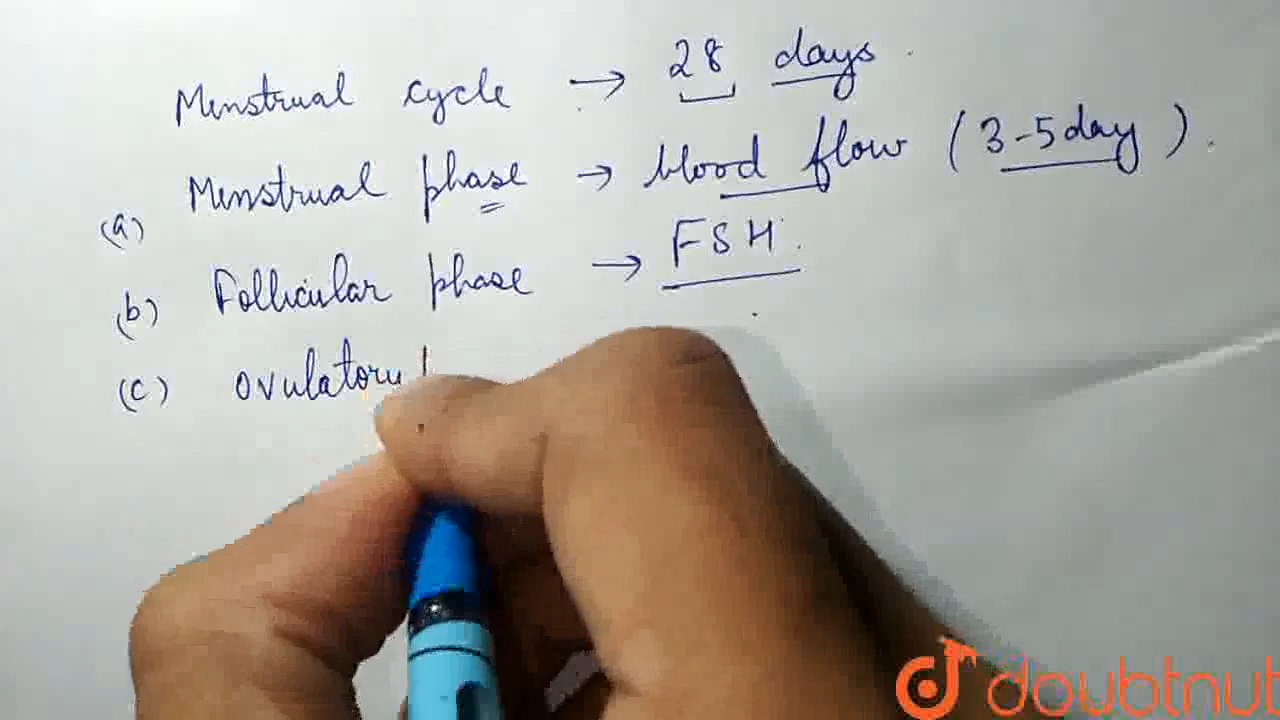 Menstrual cycle → 28 days.
(a) Menstrual phase → blood flow (3-5 day).
(b) Follicular phase → FSH.
(c) Ovulatory
doubtnut